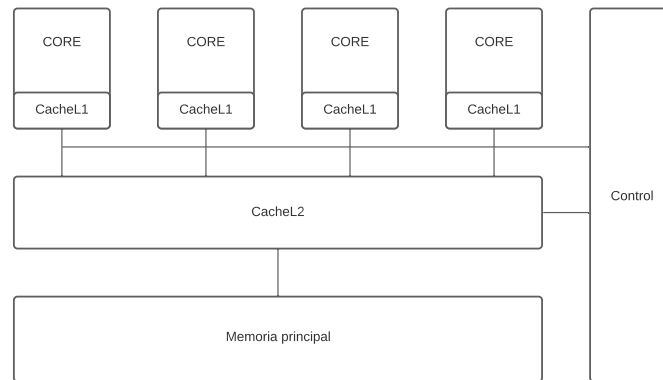 CORE
CORE
CORE
CORE
CacheL1
CacheL1
CacheL1
CacheL1
Control
CacheL2
Memoria principal